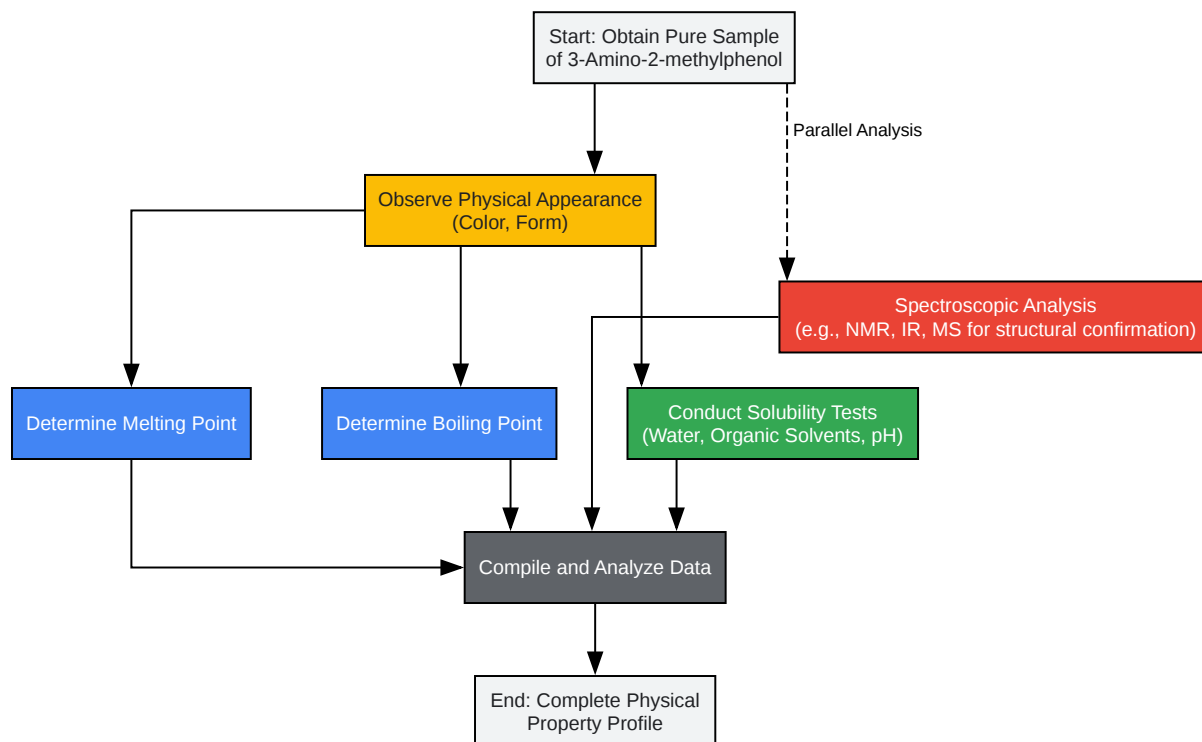 Start: Obtain Pure Sample
of 3-Amino-2-methylphenol
Parallel Analysis
Observe Physical Appearance
(Color, Form)
Spectroscopic Analysis
(e.g., NMR, IR, MS for structural confirmation)
Determine Melting Point
Determine Boiling Point
Conduct Solubility Tests
(Water, Organic Solvents, pH)
Compile and Analyze Data
End: Complete Physical
Property Profile